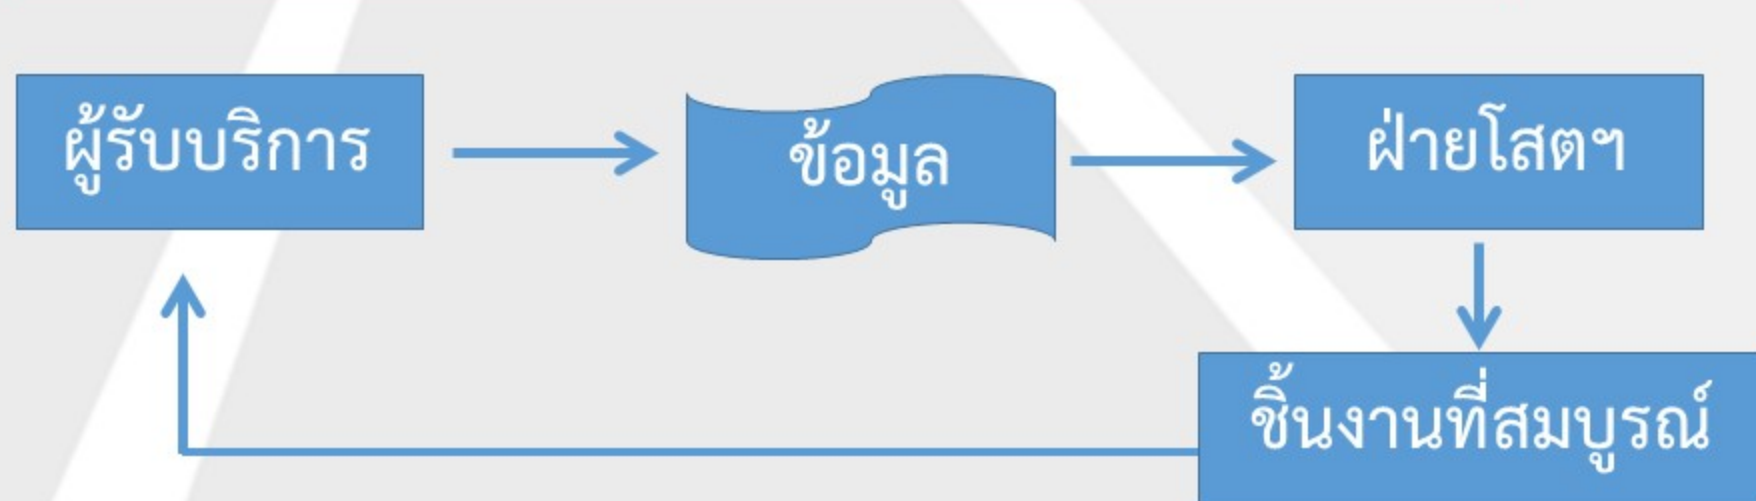 ผู้รับบริการ
ข้อมูล
ฝ่ายโสตฯ
ชิ้นงานที่สมบูรณ์